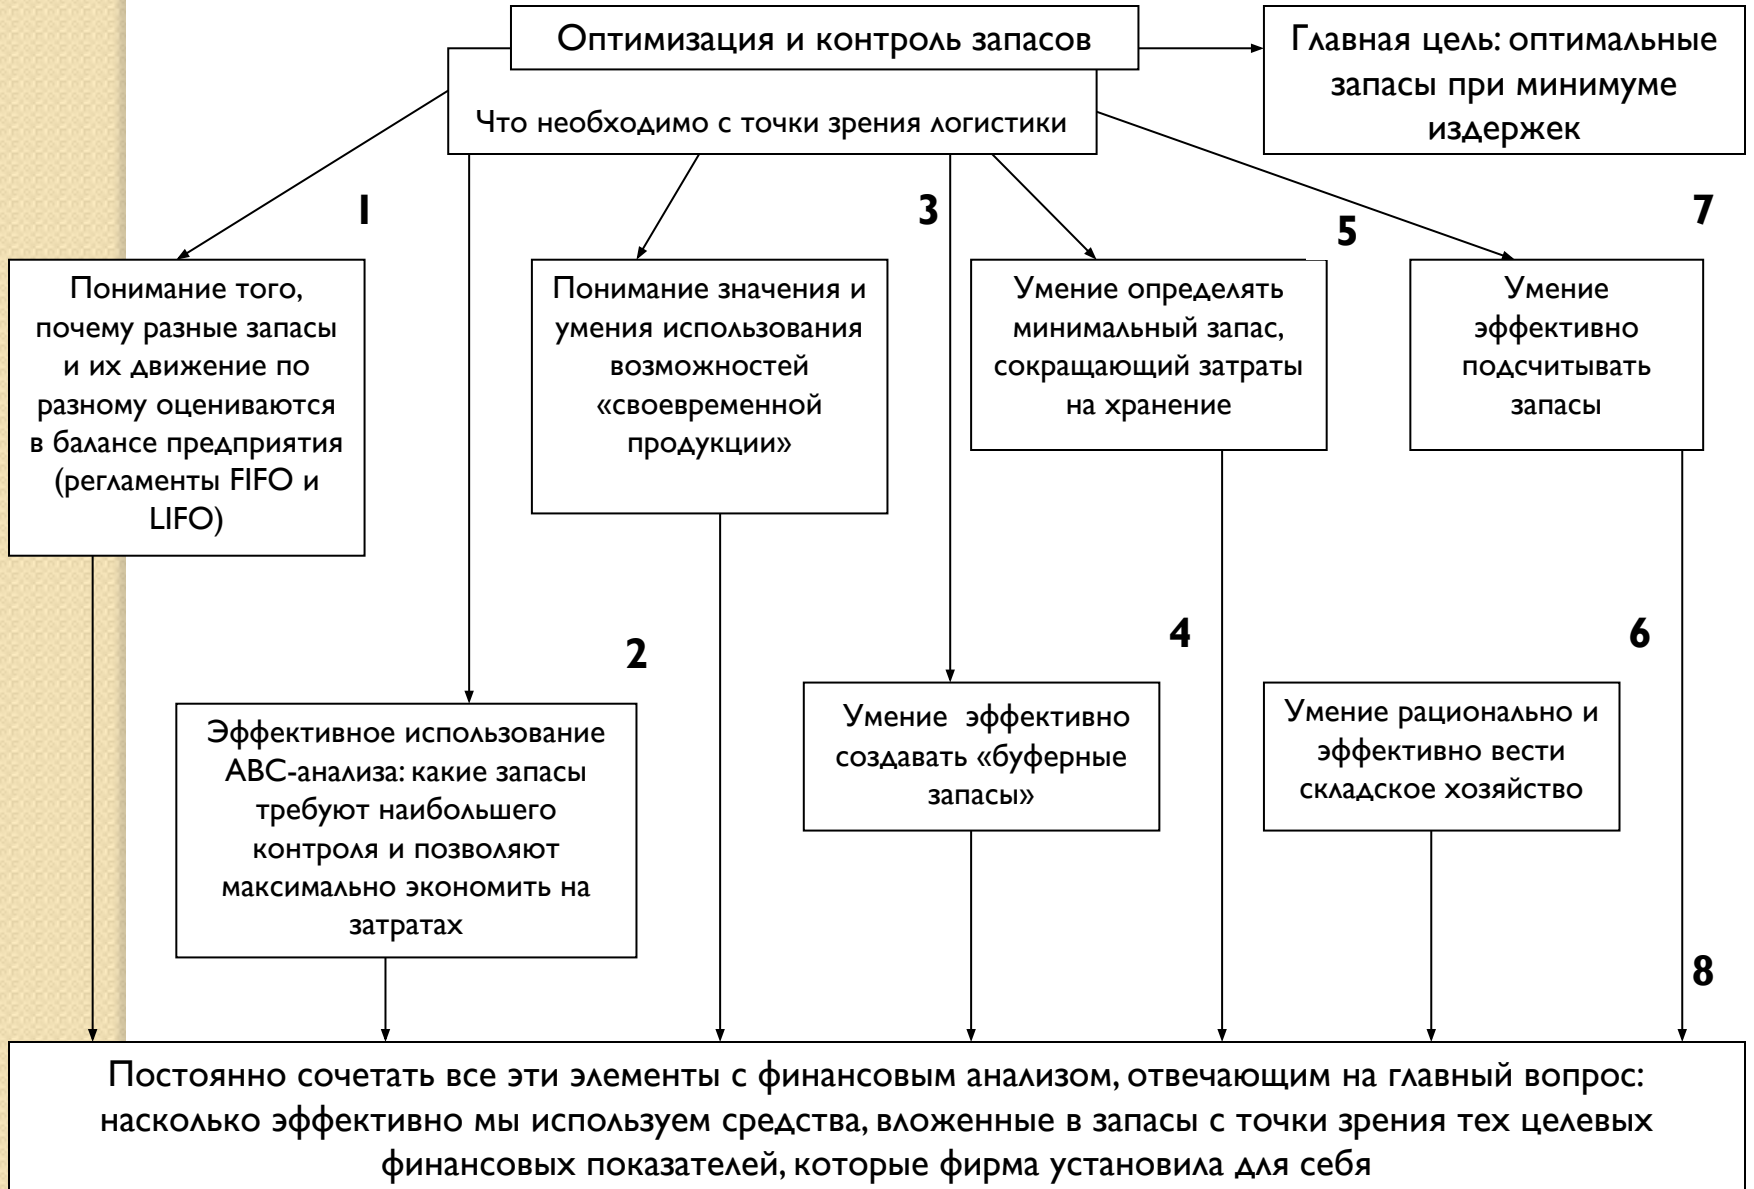 Оптимизация и контроль запасов
Главная цель: оптимальные
запасы при минимуме
издержек
Что необходимо с точки зрения логистики
1
Понимание того,
почему разные запасы
и их движение по
разному оцениваются
в балансе предприятия
(регламенты FIFO и
LIFO)
2
Эффективное использование
АВС-анализа: какие запасы
требуют наибольшего
контроля и позволяют
максимально экономить на
затратах
3
Понимание значения и
умения использования
возможностей
«своевременной
продукции»
4
Умение эффективно
создавать «буферные
запасы»
5
Умение определять
минимальный запас,
сокращающий затраты
на хранение
6
Умение рационально и
эффективно вести
складское хозяйство
7
Умение
эффективно
подсчитывать
запасы
8
Постоянно сочетать все эти элементы с финансовым анализом, отвечающим на главный вопрос:
насколько эффективно мы используем средства, вложенные в запасы с точки зрения тех целевых
финансовых показателей, которые фирма установила для себя